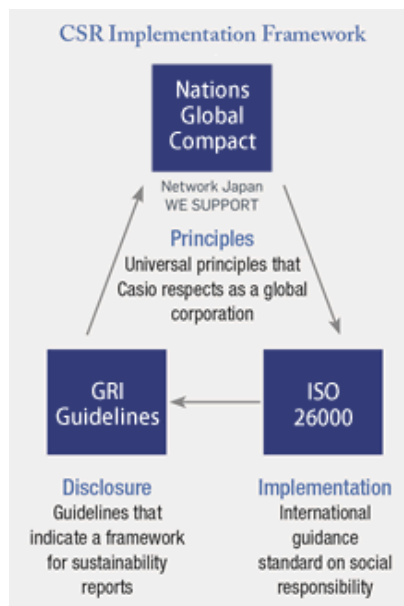 CSR Implementation Framework
Nations
Global
Compact
Network Japan
WE SUPPORT
Principles
Universal principles that
Casio respects as a global
corporation
GRI
Guidelines
ISO
26000
Disclosure
Guidelines that
indicate a framework
for sustainability
reports
Implementation
International
guidance
standard on social
responsibility